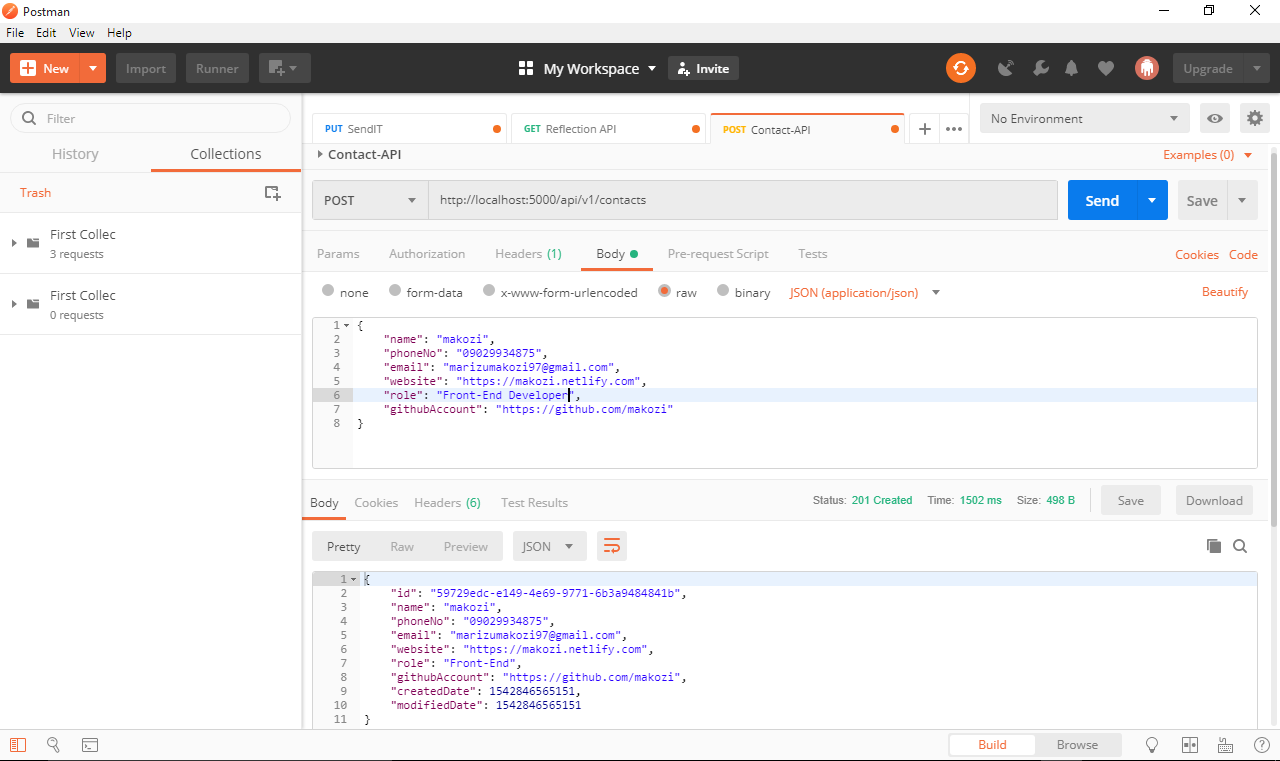 Postman
File Edit View Help
New Import Runner My Workspace Invite Upgrade
Filter
History Collections
Trash
First Collec
3 requests
First Collec
0 requests
PUT SendIT GET Reflection API POST Contact-API + ••• No Environment
Contact-API Examples (0)
POST http://localhost:5000/api/v1/contacts Send Save
Params Authorization Headers (1) Body Pre-request Script Tests Cookies Code
none form-data x-www-form-urlencoded raw binary JSON (application/json) Beautify
1 {
2 "name": "makozi",
3 "phoneNo": "09029934875",
4 "email": "marizumakozi97@gmail.com",
5 "website": "https://makozi.netlify.com",
6 "role": "Front-End Developer",
7 "githubAccount": "https://github.com/makozi"
8 }
Body Cookies Headers (6) Test Results Status: 201 Created Time: 1502 ms Size: 498 B Save Download
Pretty Raw Preview JSON
1 {
2 "id": "59729edc-e149-4e69-9771-6b3a9484841b",
3 "name": "makozi",
4 "phoneNo": "09029934875",
5 "email": "marizumakozi97@gmail.com",
6 "website": "https://makozi.netlify.com",
7 "role": "Front-End",
8 "githubAccount": "https://github.com/makozi",
9 "createdDate": 1542846565151,
10 "modifiedDate": 1542846565151
11 }
Build Browse ?